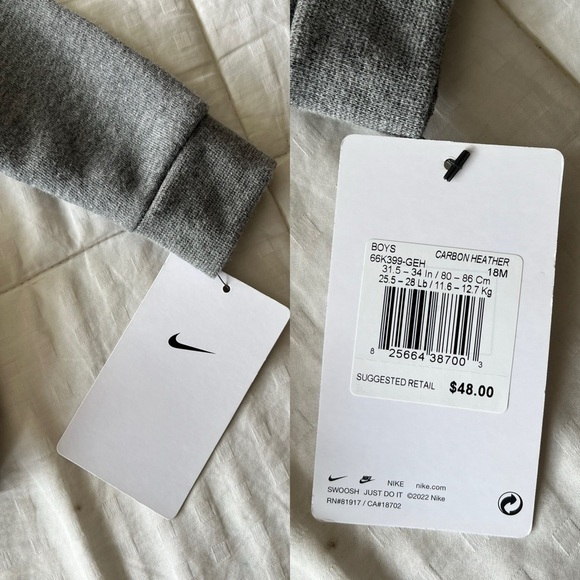 BOYS CARBON HEATHER
66K399-GEH 18M
31.5 – 34 In / 80 – 86 Cm
25.5 – 28 Lb / 11.6 – 12.7 Kg
8 25664 38700 3
SUGGESTED RETAIL $48.00
NIKE nike.com
SWOOSH JUST DO IT ©2022 Nike
RN#81917 / CA#18702